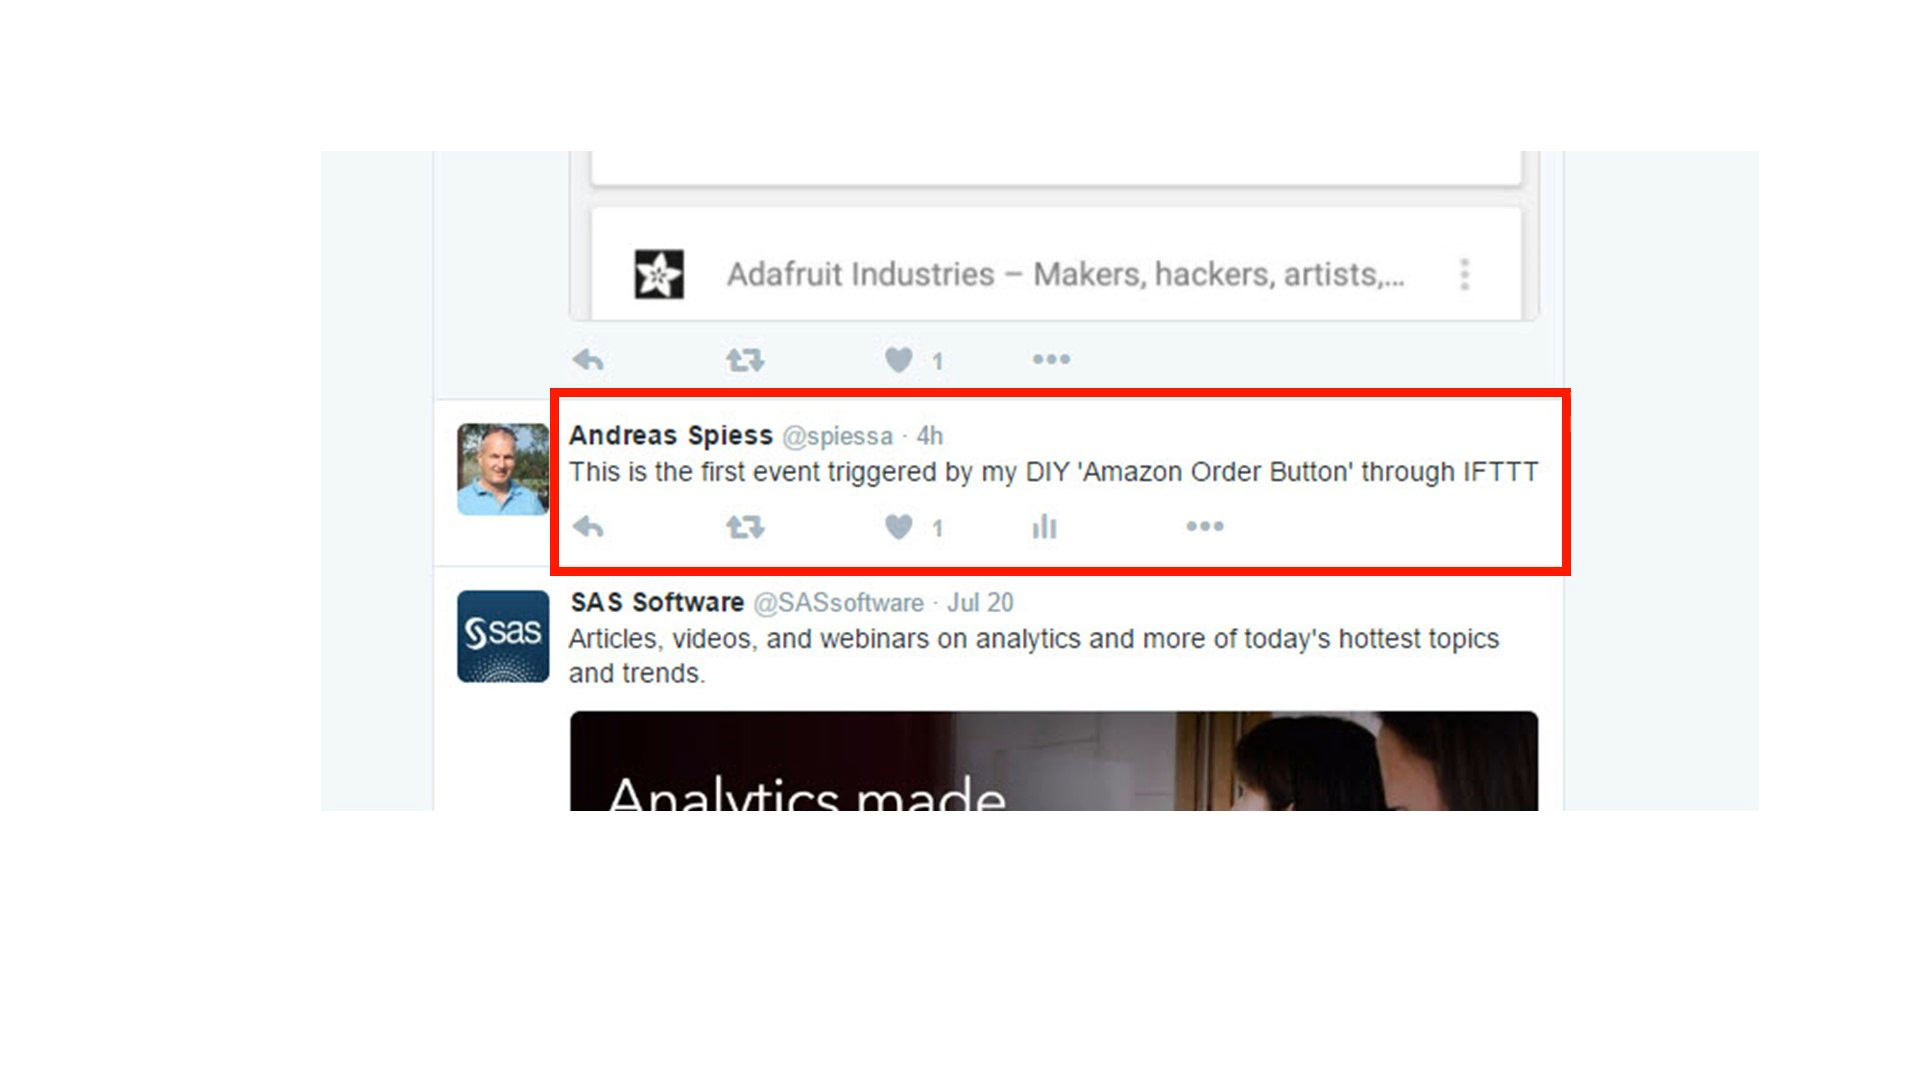 Adafruit Industries – Makers, hackers, artists,...
1
Andreas Spiess @spiessa · 4h
This is the first event triggered by my DIY 'Amazon Order Button' through IFTTT
1
SAS Software @SASsoftware · Jul 20
sas
Articles, videos, and webinars on analytics and more of today's hottest topics
and trends.
Analytics made